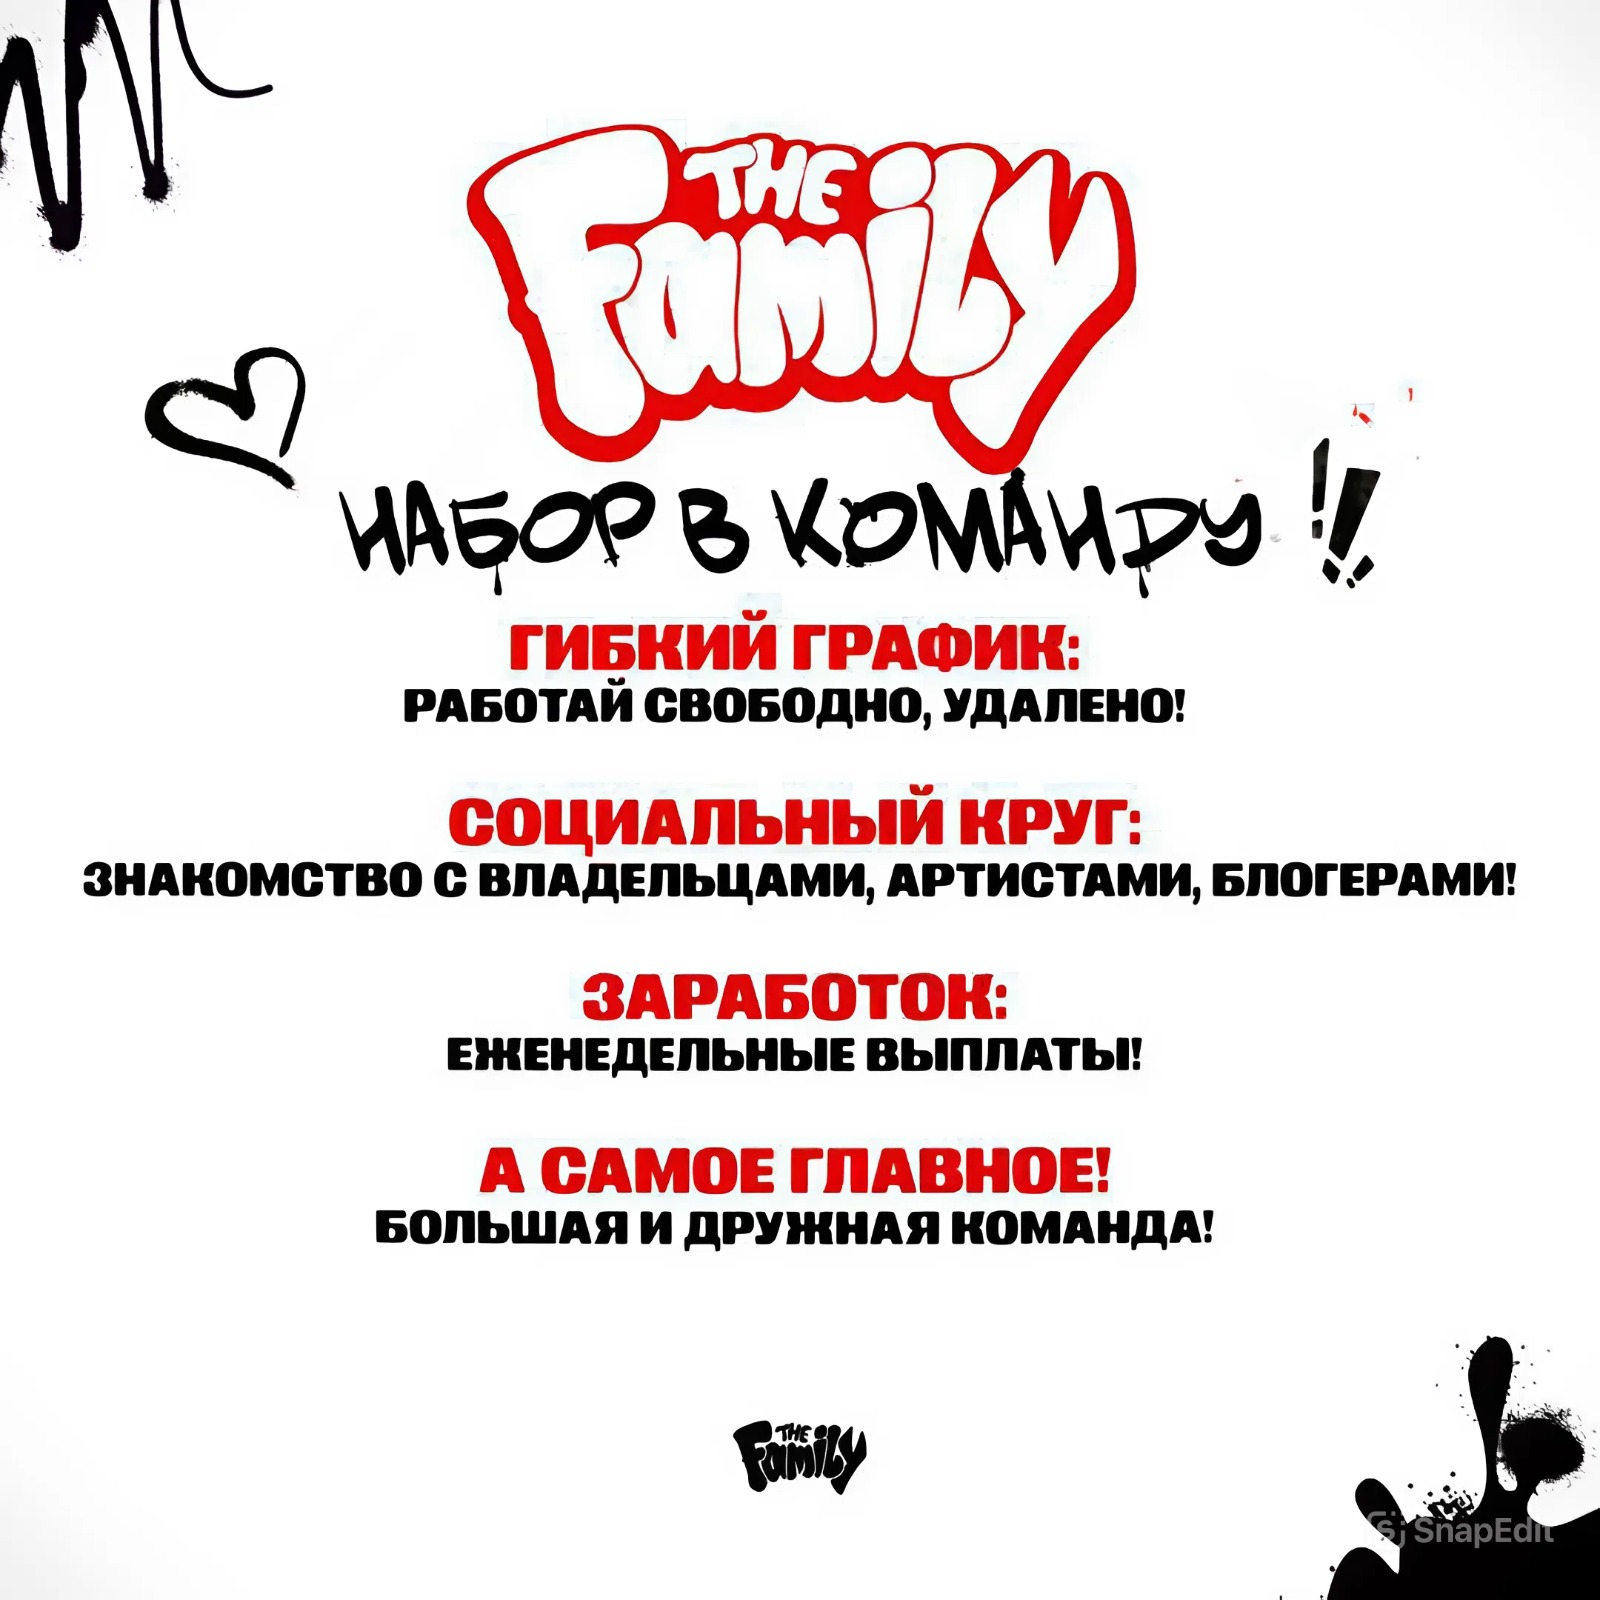 THE
FAMILY
НАБОР В КОМАНДУ !!
ГИБКИЙ ГРАФИК:
РАБОТАЙ СВОБОДНО, УДАЛЕНО!
СОЦИАЛЬНЫЙ КРУГ:
ЗНАКОМСТВО С ВЛАДЕЛЬЦАМИ, АРТИСТАМИ, БЛОГЕРАМИ!
ЗАРАБОТОК:
ЕЖЕНЕДЕЛЬНЫЕ ВЫПЛАТЫ!
А САМОЕ ГЛАВНОЕ!
БОЛЬШАЯ И ДРУЖНАЯ КОМАНДА!
THE
FAMILY
SnapEdit